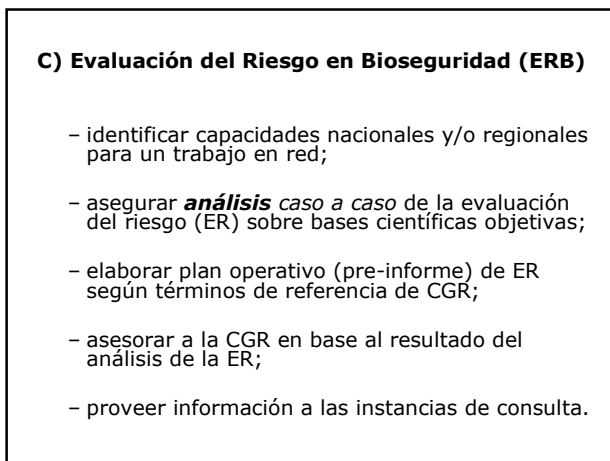 C) Evaluación del Riesgo en Bioseguridad (ERB)
– identificar capacidades nacionales y/o regionales
para un trabajo en red;
– asegurar análisis caso a caso de la evaluación
del riesgo (ER) sobre bases científicas objetivas;
– elaborar plan operativo (pre-informe) de ER
según términos de referencia de CGR;
– asesorar a la CGR en base al resultado del
análisis de la ER;
– proveer información a las instancias de consulta.